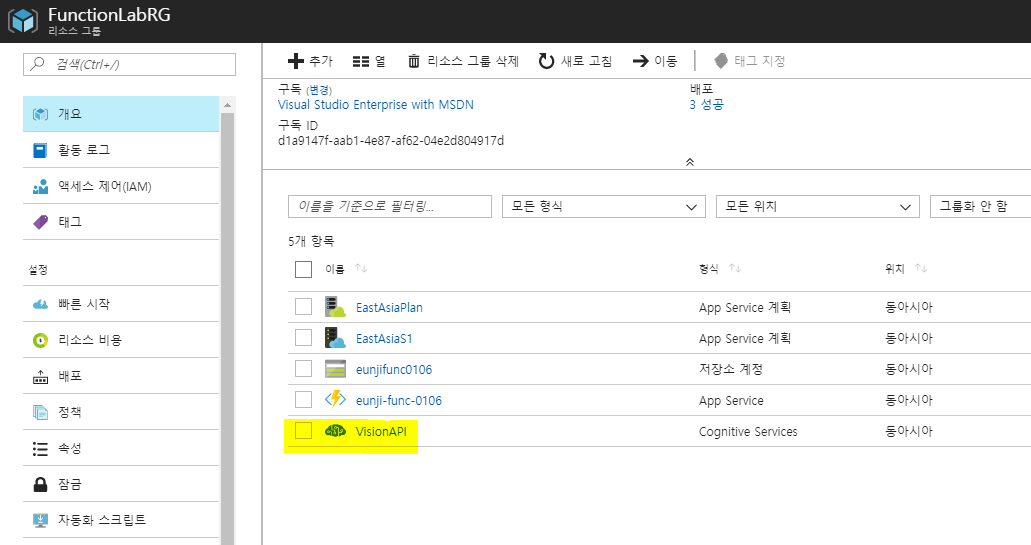 FunctionLabRG
리소스 그룹
검색(Ctrl+/)
개요
활동 로그
액세스 제어(IAM)
태그
설정
빠른 시작
리소스 비용
배포
정책
속성
잠금
자동화 스크립트
추가 열 리소스 그룹 삭제 새로 고침 이동 태그 지정
구독 (변경) 배포
Visual Studio Enterprise with MSDN 3 성공
구독 ID
d1a9147f-aab1-4e87-af62-04e2d804917d
이름을 기준으로 필터링... 모든 형식 모든 위치 그룹화 안 함
5개 항목
이름 형식 위치
EastAsiaPlan App Service 계획 동아시아
EastAsiaS1 App Service 계획 동아시아
eunjifunc0106 저장소 계정 동아시아
eunji-func-0106 App Service 동아시아
VisionAPI Cognitive Services 동아시아